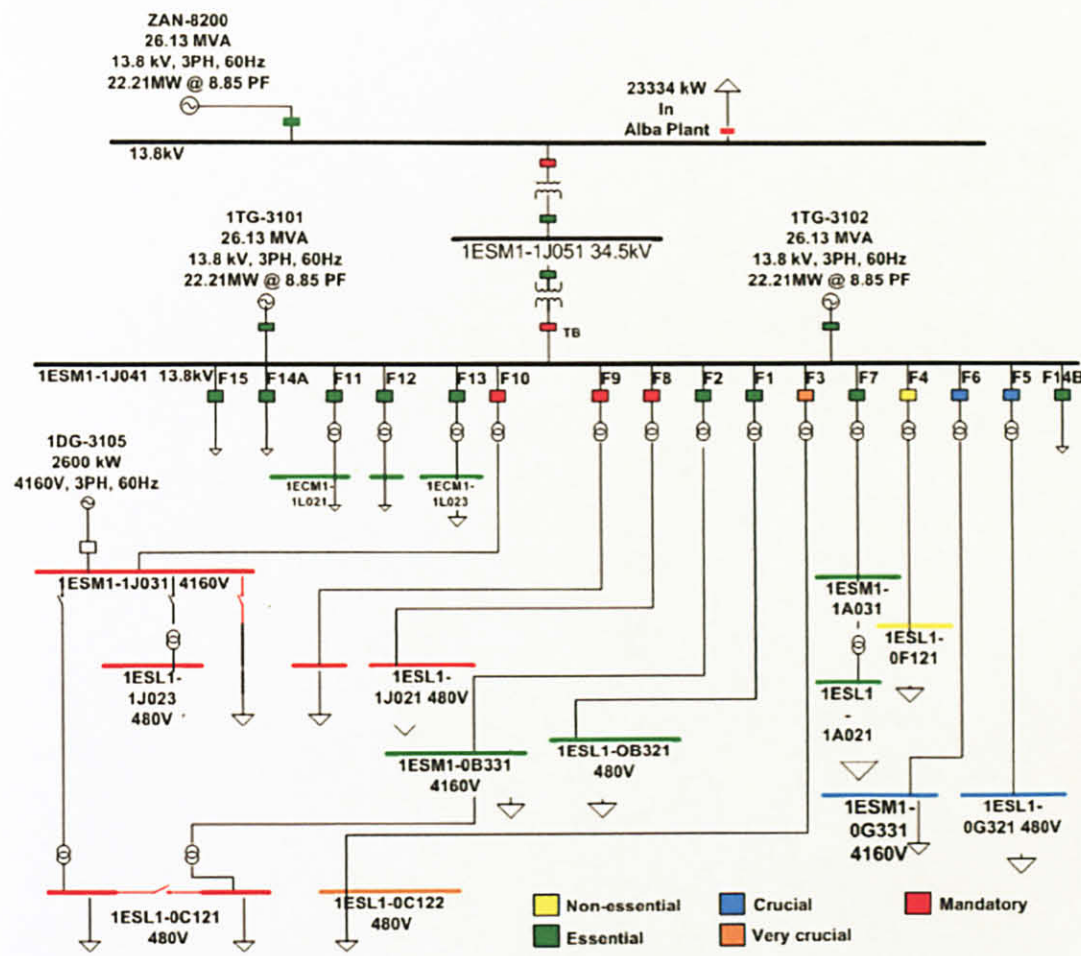 ZAN-8200
26.13 MVA
13.8 kV, 3PH, 60Hz
22.21MW @ 8.85 PF
23334 kW
In
Alba Plant
13.8kV
1TG-3101
26.13 MVA
13.8 kV, 3PH, 60Hz
22.21MW @ 8.85 PF
1ESM1-1J051 34.5kV
1TG-3102
26.13 MVA
13.8 kV, 3PH, 60Hz
22.21MW @ 8.85 PF
TB
1ESM1-1J041 13.8kV
F15 F14A F11 F12 F13 F10 F9 F8 F2 F1 F3 F7 F4 F6 F5 F14B
1DG-3105
2600 kW
4160V, 3PH, 60Hz
1ECM1-
1L021
1ECM1-
1L023
1ESM1-1J031 4160V
1ESM1-
1A031
1ESL1-
0F121
1ESL1-
1J023
480V
1ESL1-
1J021 480V
1ESL1
-
1A021
1ESM1-0B331
4160V
1ESL1-OB321
480V
1ESM1-
0G331
4160V
1ESL1-
0G321 480V
1ESL1-0C121
480V
1ESL1-0C122
480V
Non-essential
Crucial
Mandatory
Essential
Very crucial